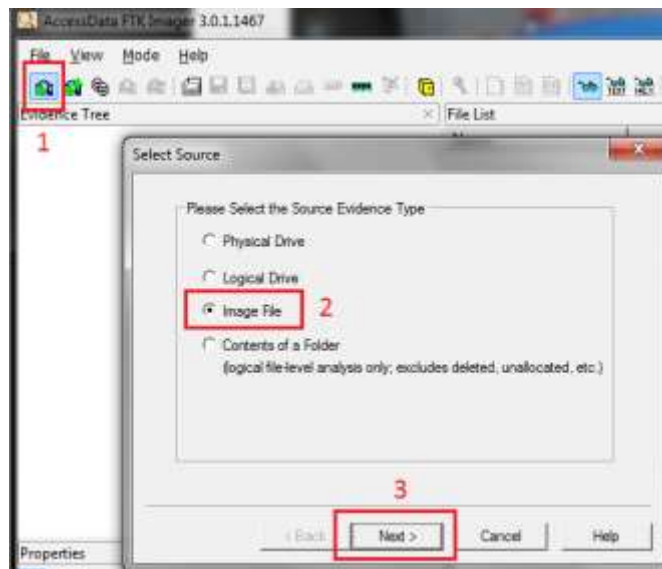 AccessData FTK Imager 3.0.1.1467
File View Mode Help
Evidence Tree
File List
1
Select Source
Please Select the Source Evidence Type
Physical Drive
Logical Drive
Image File
2
Contents of a Folder
(logical file-level analysis only; excludes deleted, unallocated, etc.)
3
< Back
Next >
Cancel
Help
Properties